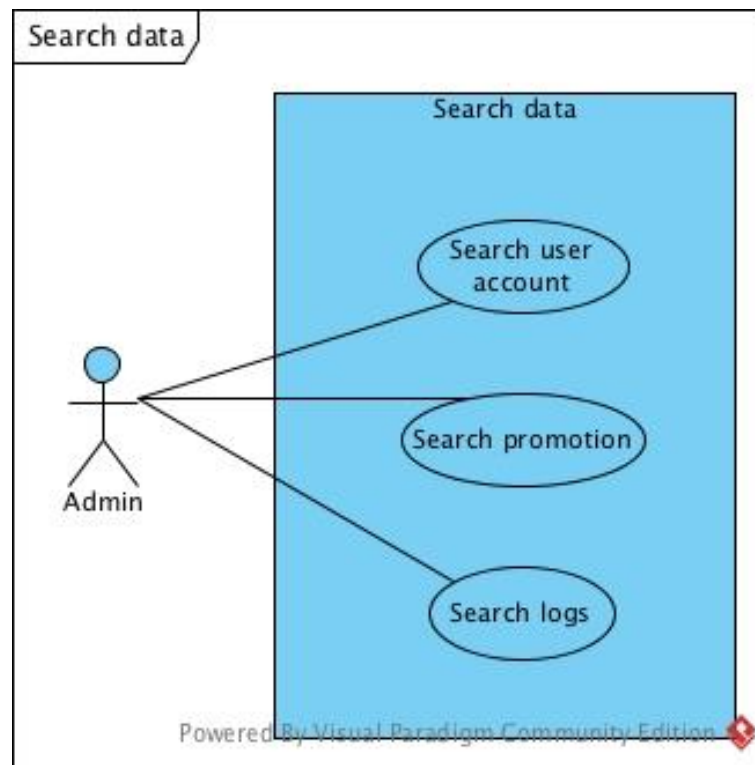 Search data
Search data
Search user
account
Search promotion
Admin
Search logs
Powered By Visual Paradigm Community Edition